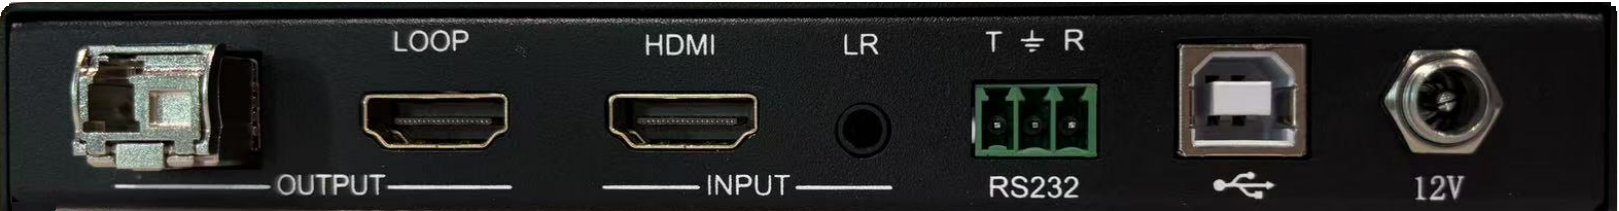 LOOP
HDMI
LR
T ⏚ R
OUTPUT
INPUT
RS232
12V